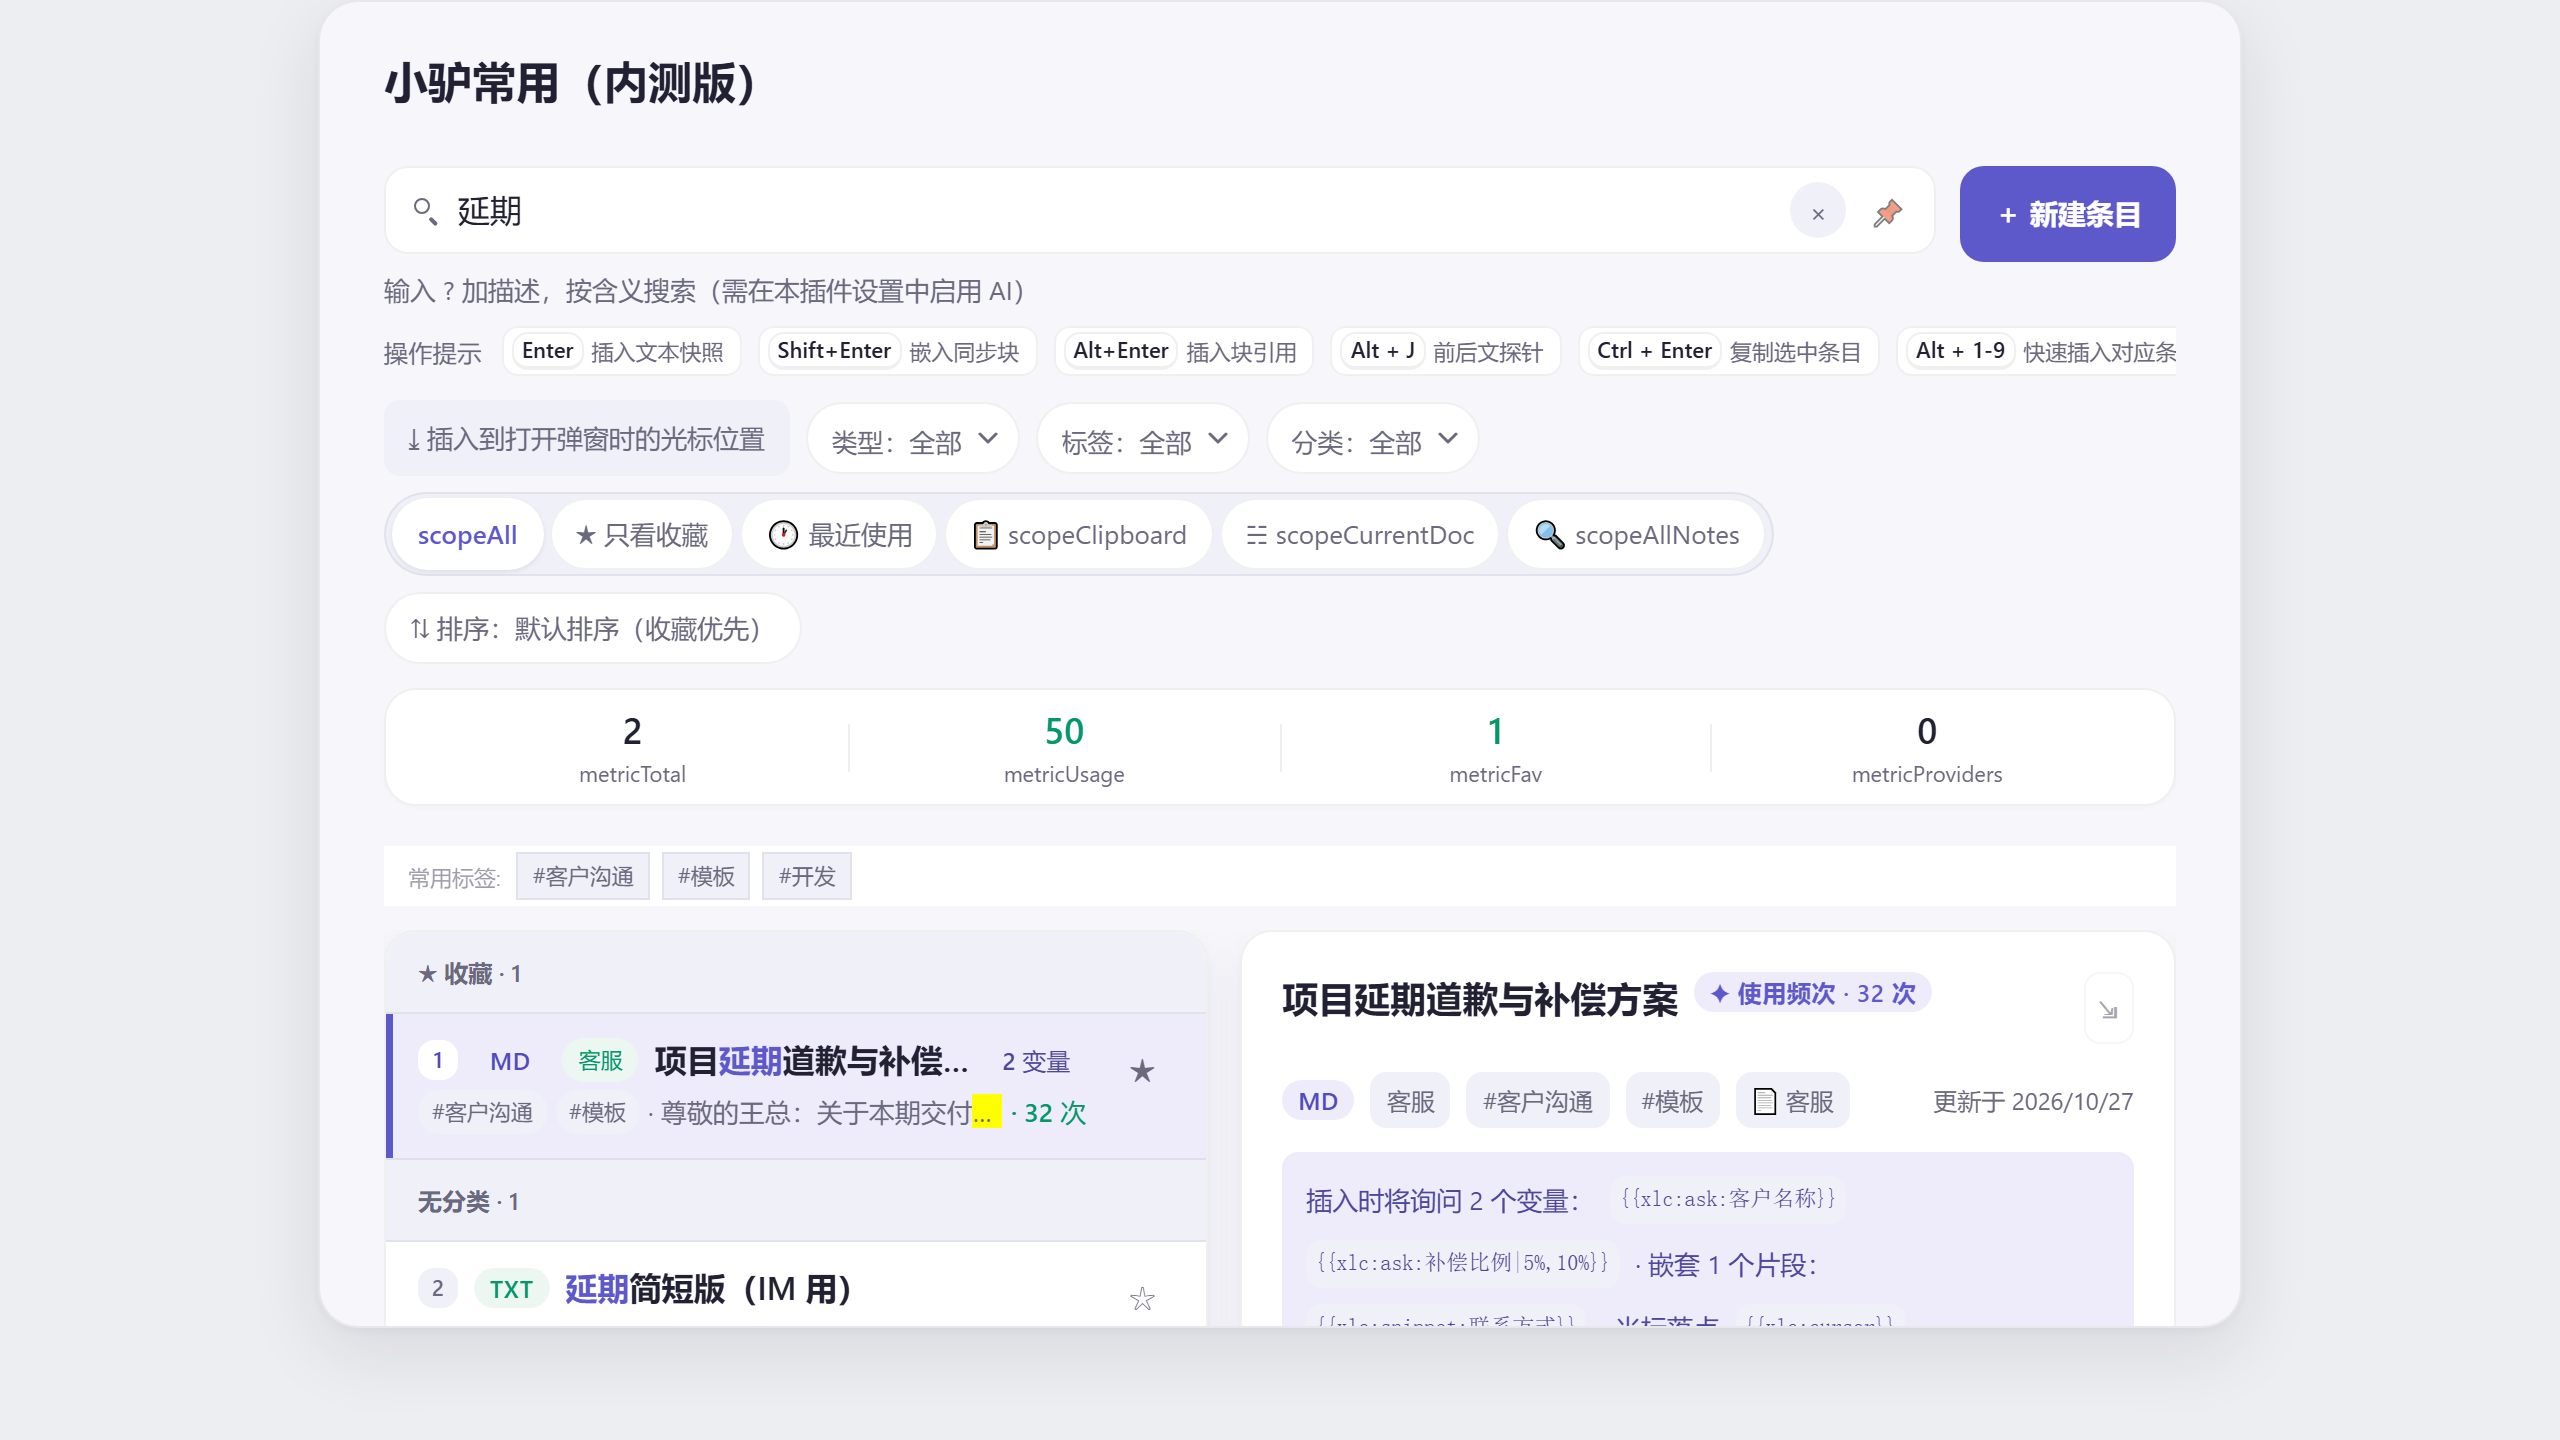 小驴常用（内测版）
延期
×
+ 新建条目
输入 ? 加描述，按含义搜索（需在本插件设置中启用 AI）
操作提示 Enter 插入文本快照 Shift+Enter 嵌入同步块 Alt+Enter 插入块引用 Alt + J 前后文探针 Ctrl + Enter 复制选中条目 Alt + 1-9 快速插入对应条
⤓ 插入到打开弹窗时的光标位置 类型：全部 标签：全部 分类：全部
scopeAll ★ 只看收藏 最近使用 scopeClipboard ☵ scopeCurrentDoc scopeAllNotes
⇅ 排序：默认排序（收藏优先）
2 50 1 0
metricTotal metricUsage metricFav metricProviders
常用标签: #客户沟通 #模板 #开发
★ 收藏 · 1
1 MD 客服 项目延期道歉与补偿... 2 变量 ★
#客户沟通 #模板 · 尊敬的王总：关于本期交付... · 32 次
无分类 · 1
2 TXT 延期简短版（IM 用） ☆
项目延期道歉与补偿方案 ✦ 使用频次 · 32 次
MD 客服 #客户沟通 #模板 客服 更新于 2026/10/27
插入时将询问 2 个变量： {{xlc:ask:客户名称}}
{{xlc:ask:补偿比例|5%,10%}} · 嵌套 1 个片段：
{{xlc:snippet:联系方式}} · 光标落点 {{xlc:cursor}}